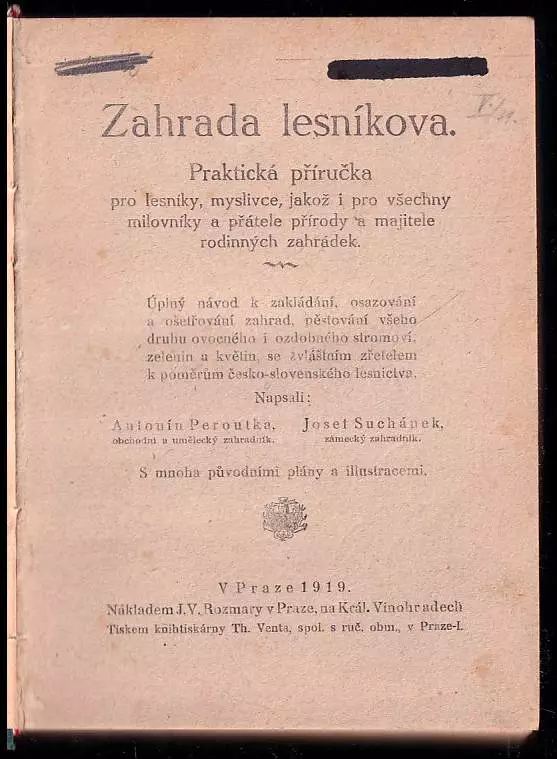 Zahrada lesníkova.
Praktická příručka
pro lesníky, myslivce, jakož i pro všechny
milovníky a přátele přírody a majitele
rodinných zahrádek.
Úplný návod k zakládání, osazování
a ošetřování zahrad, pěstování všeho
druhu ovocného i ozdobného stromoví,
zelenin a květin, se zvláštním zřetelem
k poměrům česko-slovenského lesnictva.
Napsali:
Antonín Peroutka, Josef Suchánek,
obchodní a umělecký zahradník. zámecký zahradník.
S mnoha původními plány a illustracemi.
V Praze 1919.
Nákladem J. V. Rozmary v Praze, na Král. Vinohradech
Tiskem knihtiskárny Th. Venta, spol. s ruč. obm., v Praze-I.